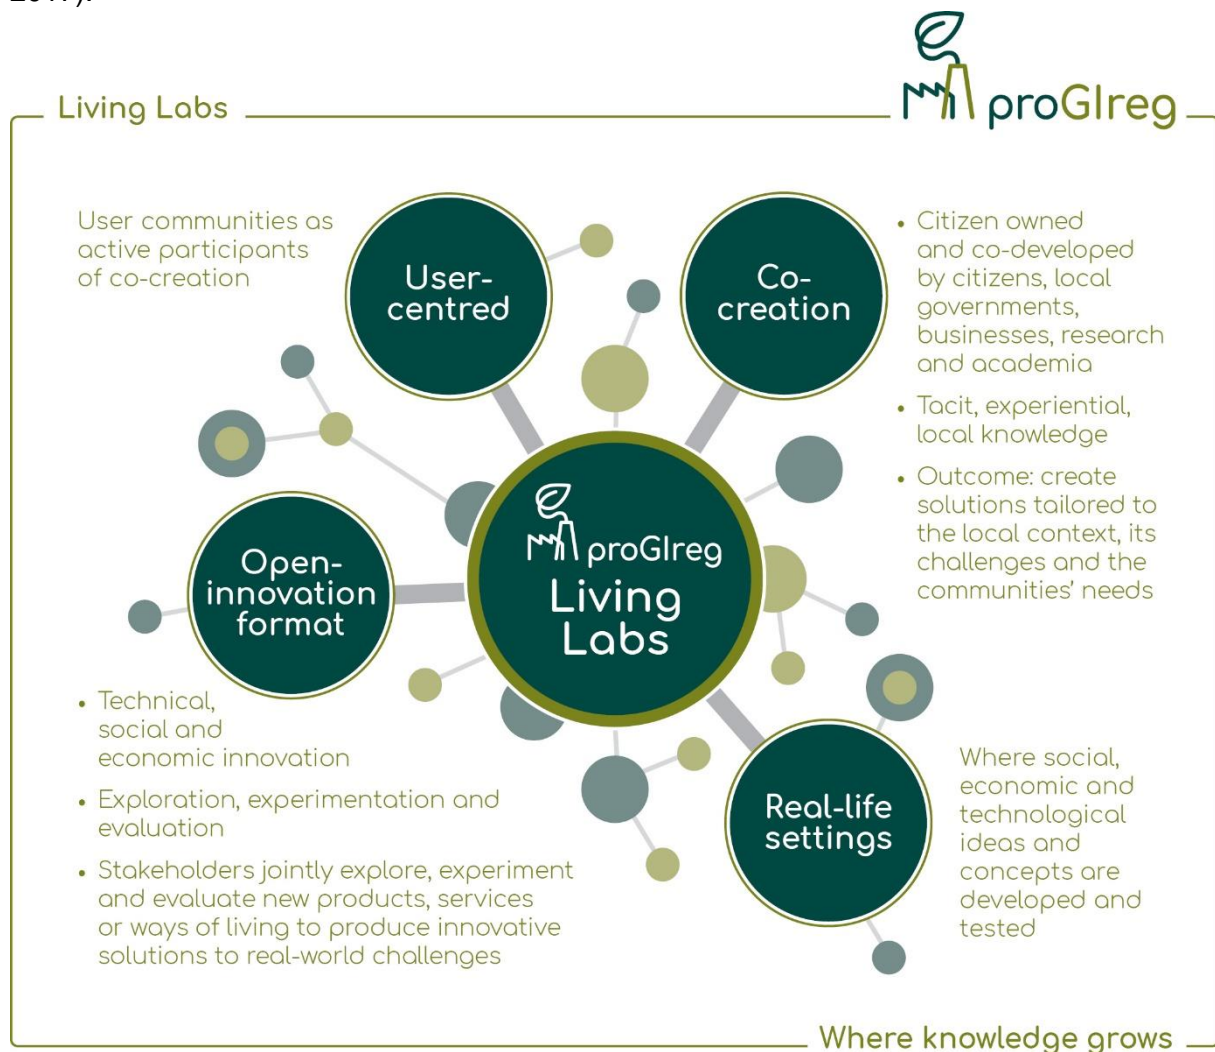 2017).
proGIreg
Living Labs
User communities as
active participants
of co-creation
User-
centred
Co-
creation
• Citizen owned
and co-developed
by citizens, local
governments,
businesses, research
and academia
• Tacit, experiential,
local knowledge
• Outcome: create
solutions tailored to
the local context, its
challenges and the
communities' needs
Open-
innovation
format
proGIreg
Living
Labs
• Technical,
social and
economic innovation
• Exploration, experimentation and
evaluation
• Stakeholders jointly explore, experiment
and evaluate new products, services
or ways of living to produce innovative
solutions to real-world challenges
Real-life
settings
Where social,
economic and
technological
ideas and
concepts are
developed and
tested
Where knowledge grows